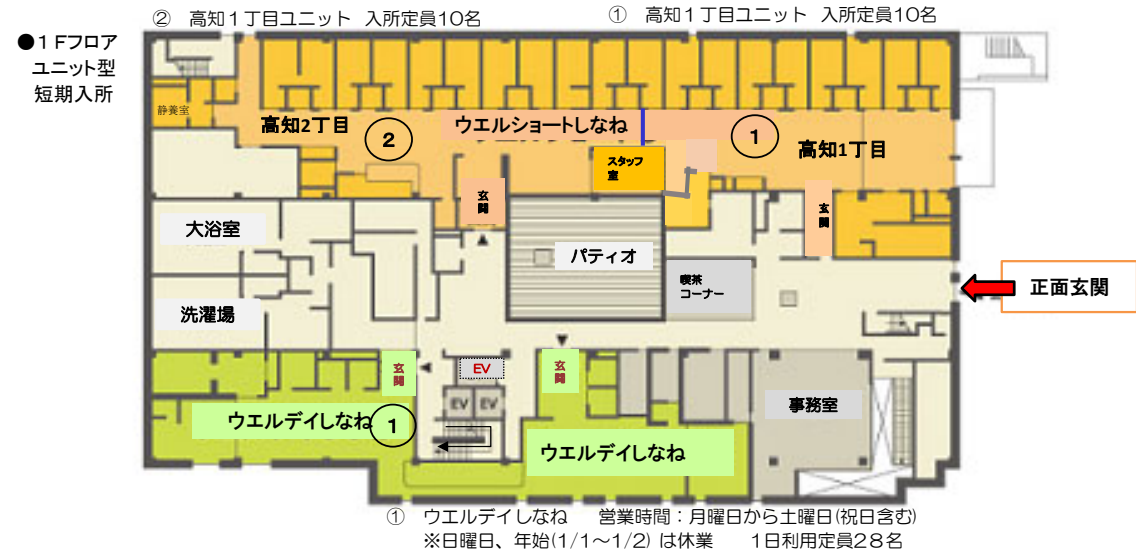 ② 高知1丁目ユニット 入所定員10名
① 高知1丁目ユニット 入所定員10名
●1Fフロア
ユニット型
短期入所
静養室
高知2丁目
②
ウエルショートしなね
①
高知1丁目
スタッフ
室
玄関
玄関
大浴室
パティオ
喫茶
コーナー
正面玄関
洗濯場
玄関
EV
玄関
EV
EV
事務室
ウエルデイしなね
①
ウエルデイしなね
① ウエルデイしなね 営業時間：月曜日から土曜日(祝日含む)
※日曜日、年始(1/1～1/2) は休業 1日利用定員28名